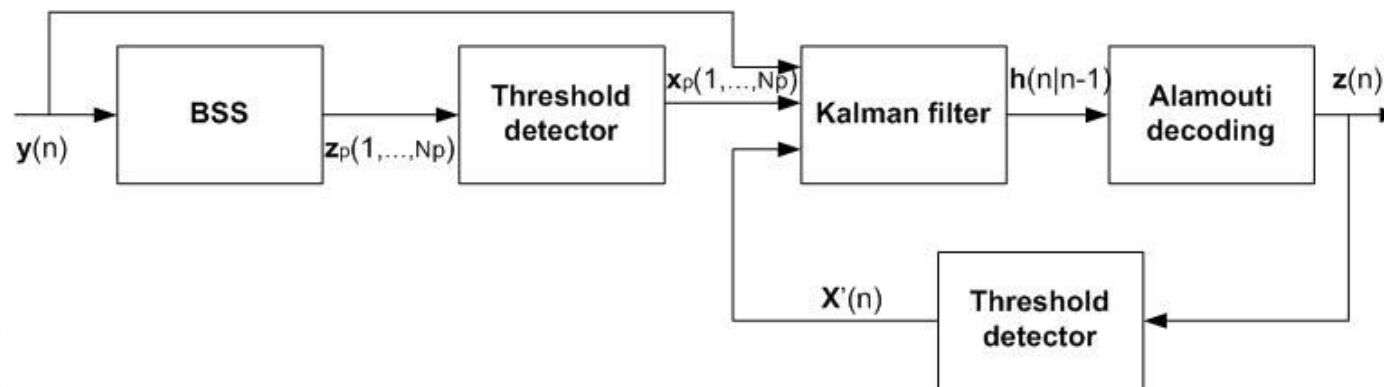 y(n)
BSS
zp(1,...,Np)
Threshold
detector
xp(1,...,Np)
Kalman filter
h(n|n-1)
Alamouti
decoding
z(n)
X'(n)
Threshold
detector